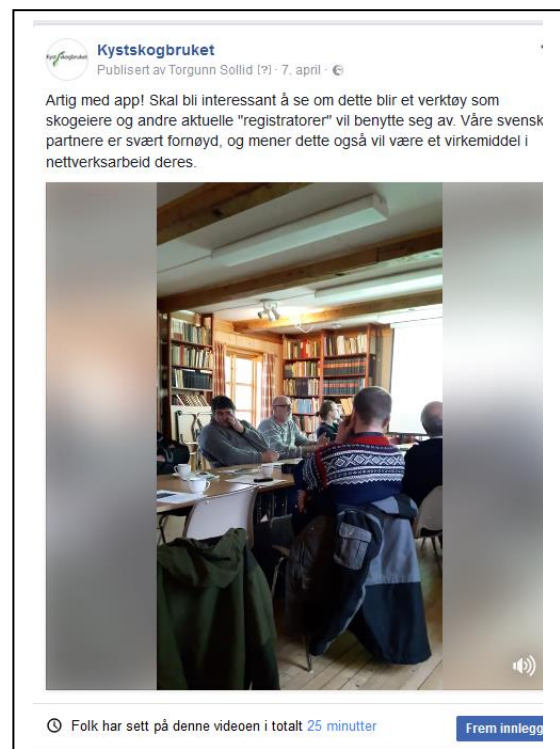 Kystskogbruket
Kystskogbruket
Publisert av Torgunn Sollid [?] · 7. april ·
Artig med app! Skal bli interessant å se om dette blir et verktøy som
skogeiere og andre aktuelle "registratorer" vil benytte seg av. Våre svensk
partnere er svært fornøyd, og mener dette også vil være et virkemiddel i
nettverksarbeid deres.
Folk har sett på denne videoen i totalt 25 minutter
Frem innlegg